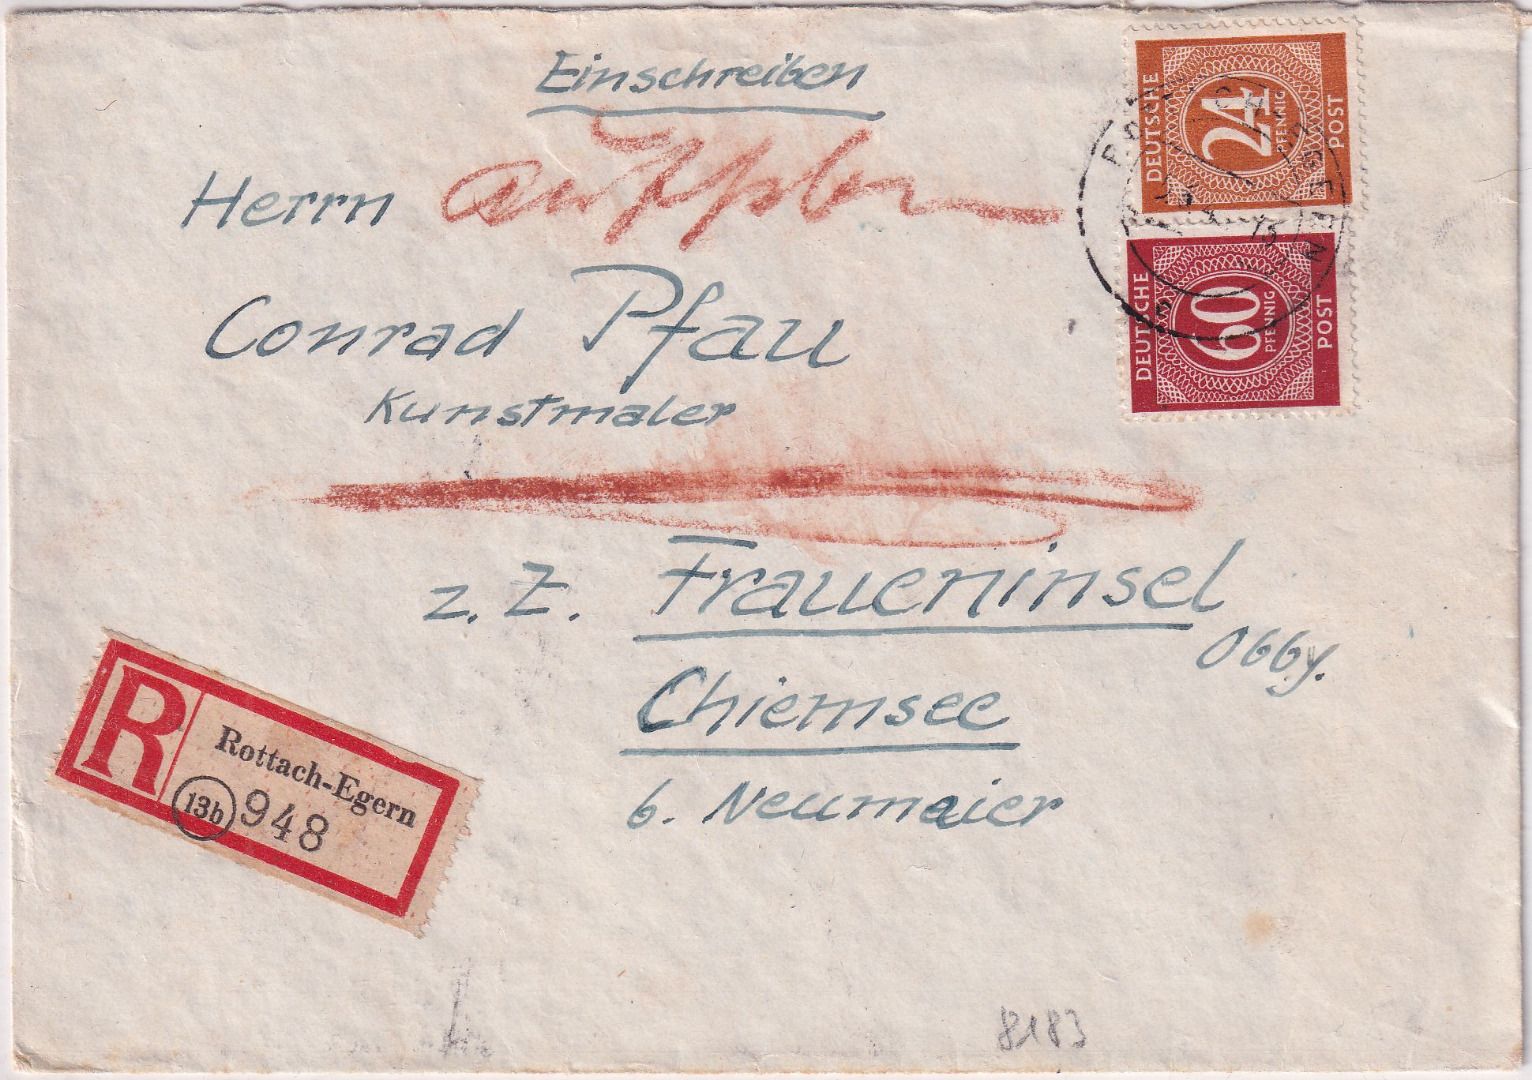 Einschreiben
Herrn
Conrad Pfau
Kunstmaler
z. Z. Fraueninsel
Obby.
Chiemsee
b. Neumaier
DEUTSCHE
24
PFENNIG
POST
DEUTSCHE
60
PFENNIG
POST
R
Rottach-Egern
13b
948
8183